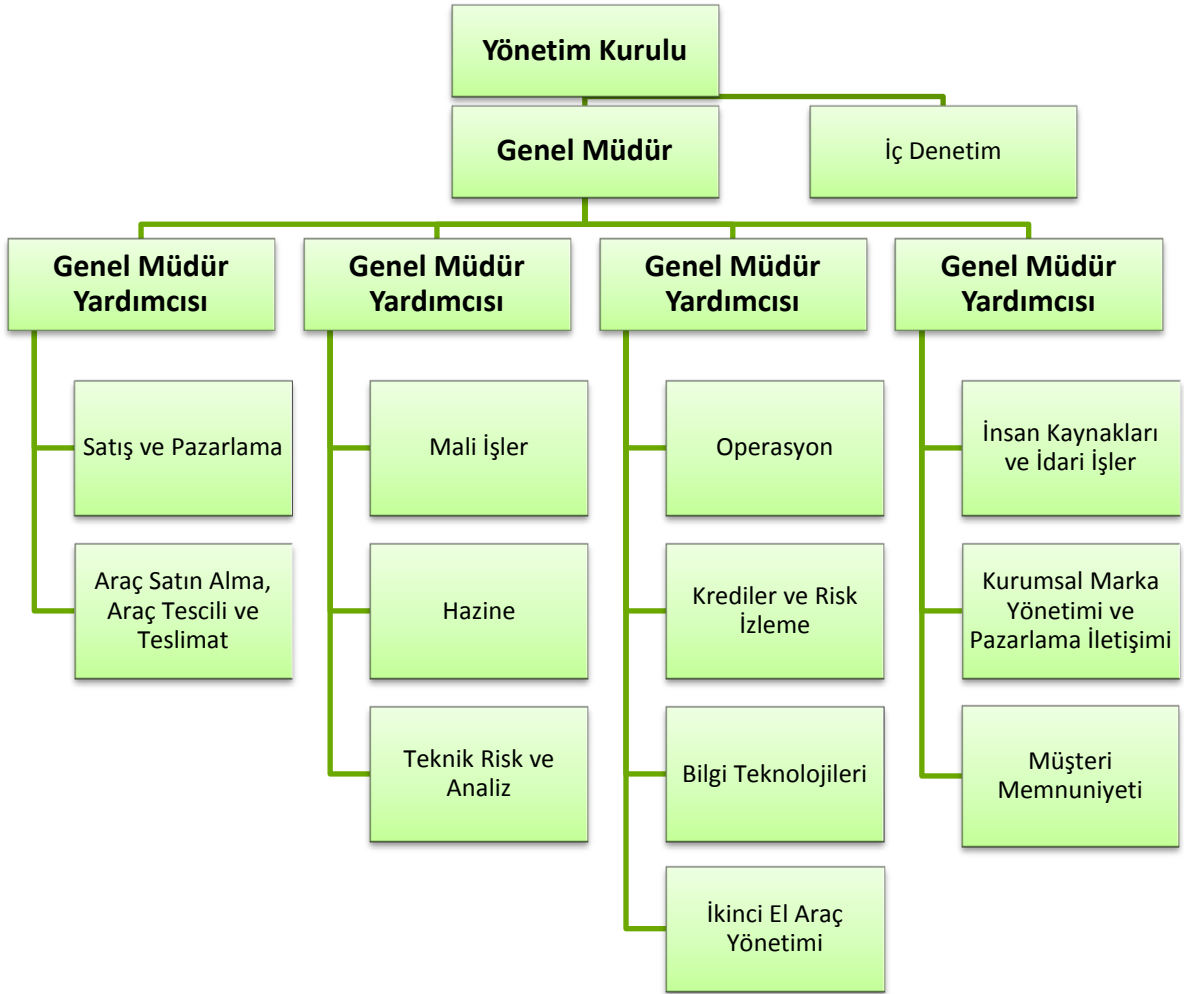 Yönetim Kurulu
Genel Müdür
İç Denetim
Genel Müdür
Yardımcısı
Satış ve Pazarlama
Araç Satın Alma,
Araç Tescili ve
Teslimat
Genel Müdür
Yardımcısı
Mali İşler
Hazine
Teknik Risk ve
Analiz
Genel Müdür
Yardımcısı
Operasyon
Krediler ve Risk
İzleme
Bilgi Teknolojileri
İkinci El Araç
Yönetimi
Genel Müdür
Yardımcısı
İnsan Kaynakları
ve İdari İşler
Kurumsal Marka
Yönetimi ve
Pazarlama İletişimi
Müşteri
Memnuniyeti